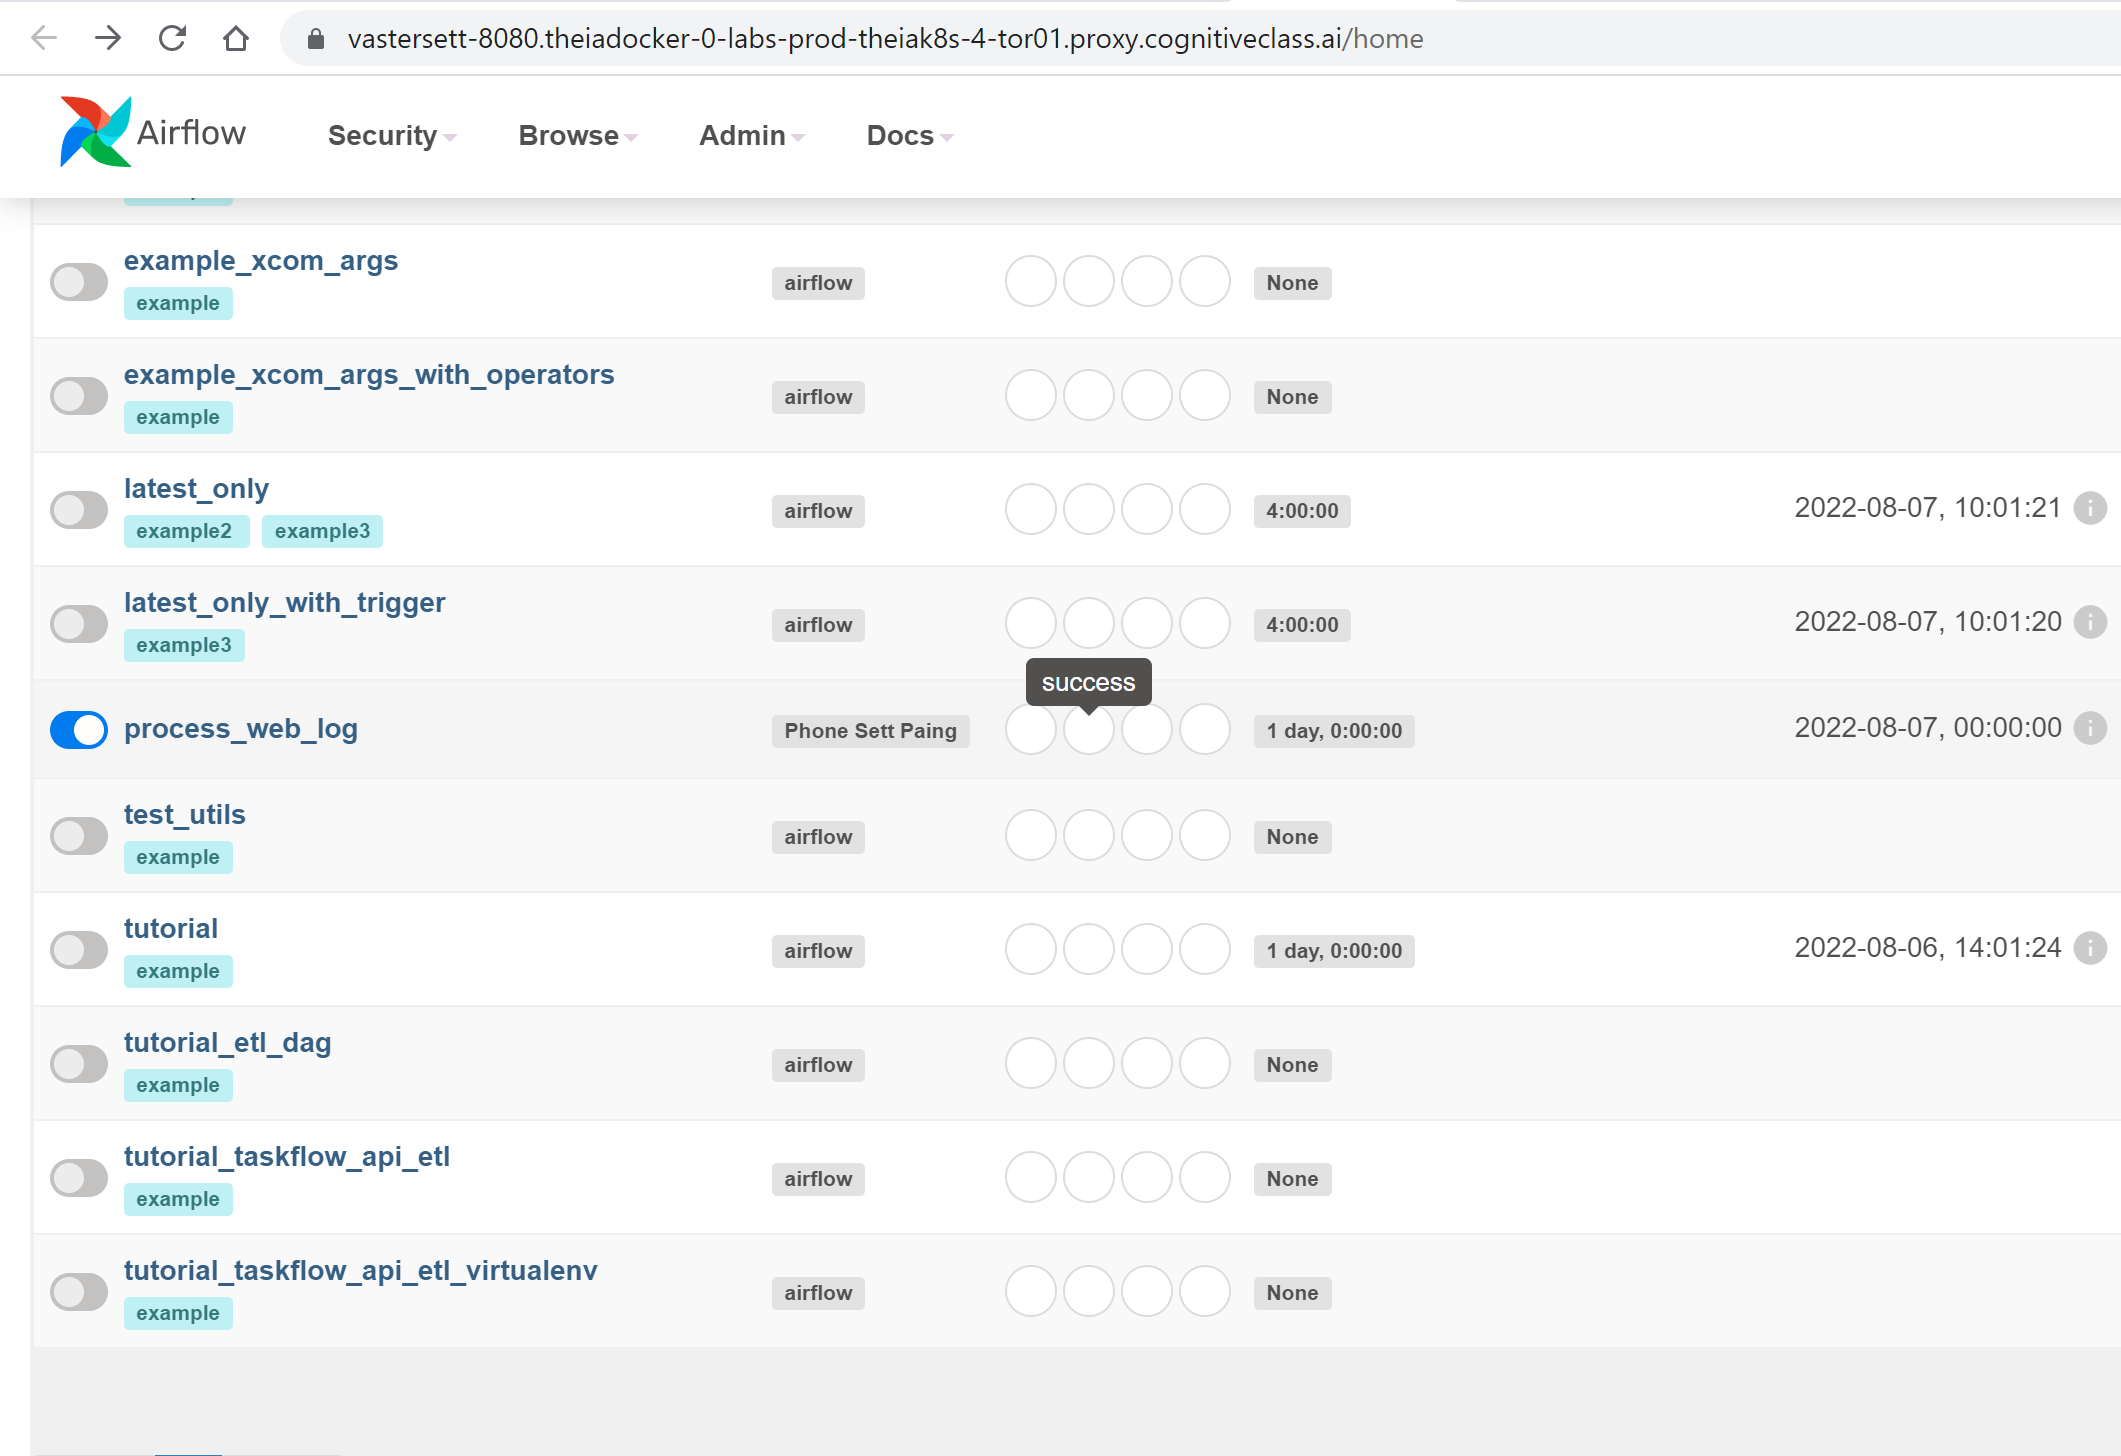 vastersett-8080.theiadocker-0-labs-prod-theiak8s-4-tor01.proxy.cognitiveclass.ai/home
Airflow Security Browse Admin Docs
example_xcom_args
example airflow None
example_xcom_args_with_operators
example airflow None
latest_only
example2 example3 airflow 4:00:00 2022-08-07, 10:01:21
latest_only_with_trigger
example3 airflow 4:00:00 2022-08-07, 10:01:20
success
process_web_log Phone Sett Paing 1 day, 0:00:00 2022-08-07, 00:00:00
test_utils
example airflow None
tutorial
example airflow 1 day, 0:00:00 2022-08-06, 14:01:24
tutorial_etl_dag
example airflow None
tutorial_taskflow_api_etl
example airflow None
tutorial_taskflow_api_etl_virtualenv
example airflow None